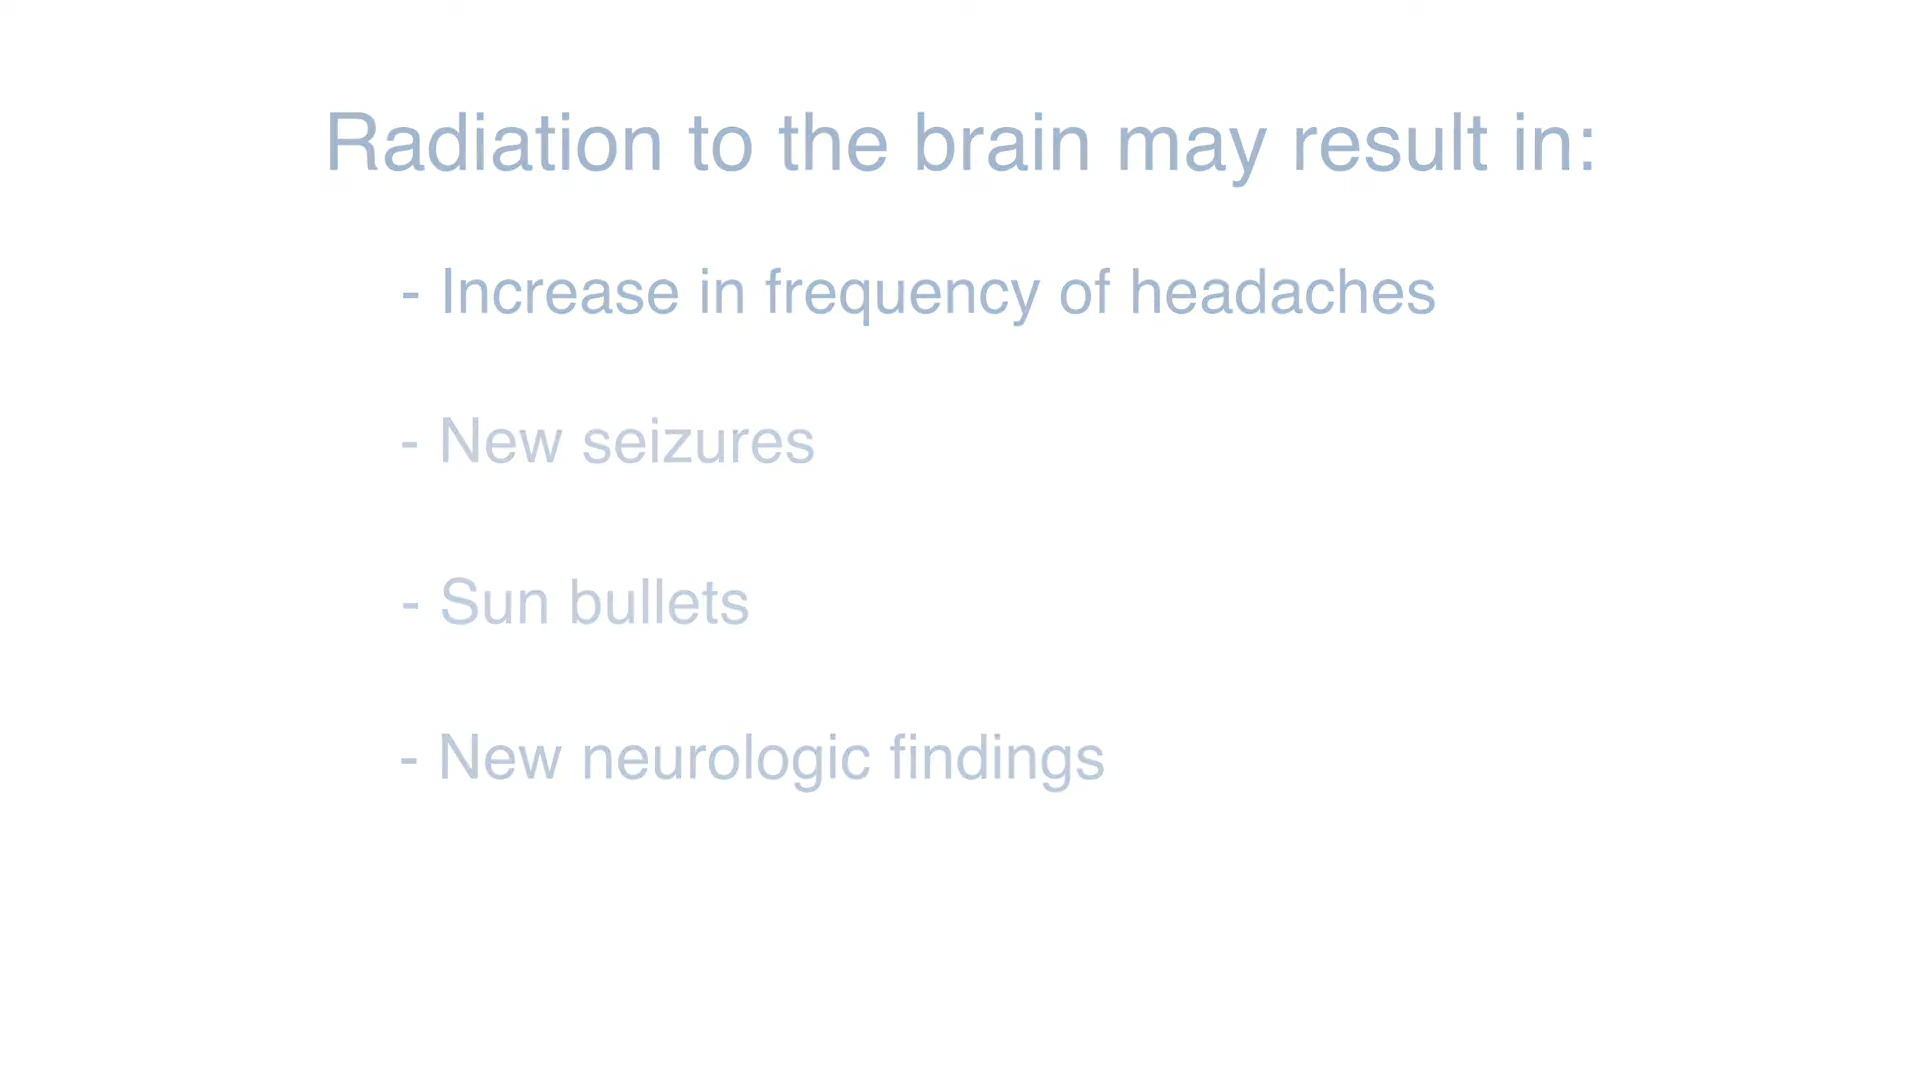 Radiation to the brain may result in:
- Increase in frequency of headaches
- New seizures
- Sun bullets
- New neurologic findings